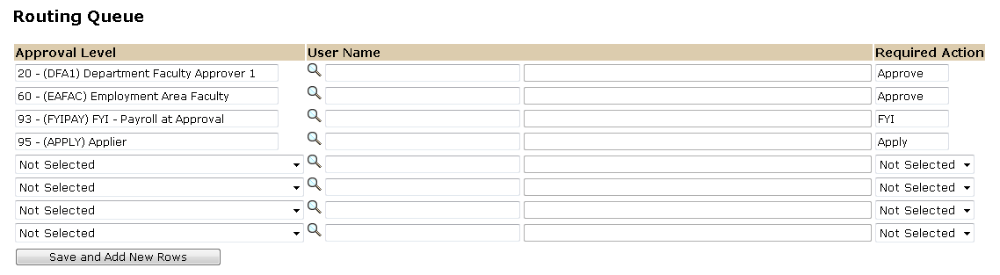 Routing Queue
Approval Level User Name Required Action
20 - (DFA1) Department Faculty Approver 1 Approve
60 - (EAFAC) Employment Area Faculty Approve
93 - (FYIPAY) FYI - Payroll at Approval FYI
95 - (APPLY) Applier Apply
Not Selected Not Selected
Not Selected Not Selected
Not Selected Not Selected
Not Selected Not Selected
Save and Add New Rows